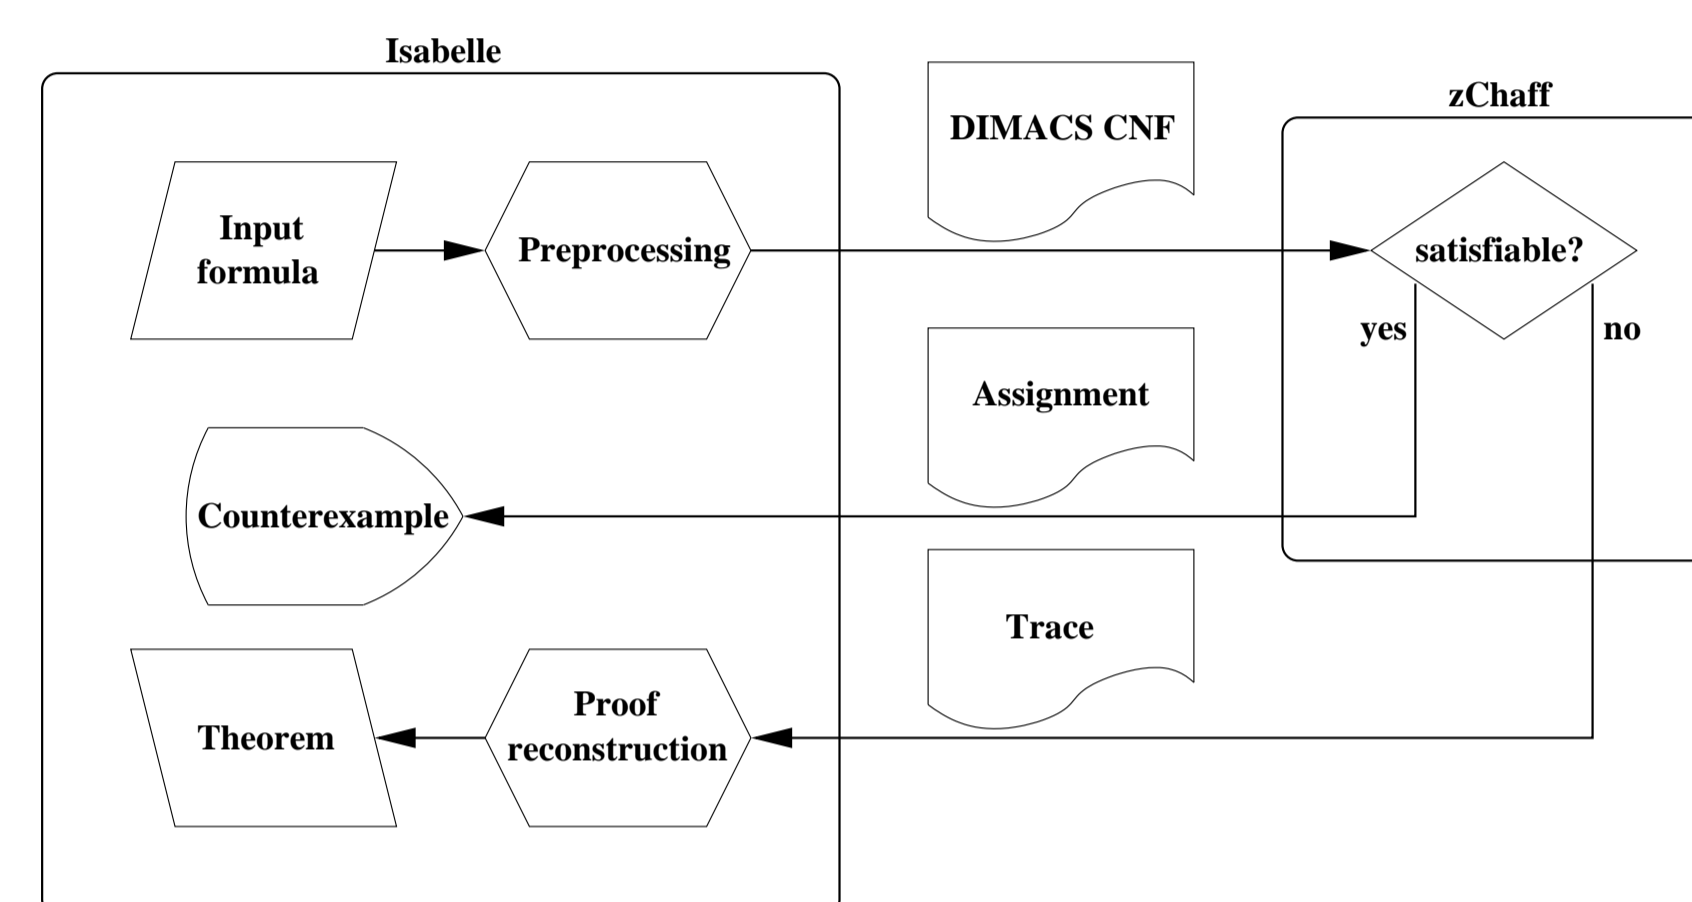 Isabelle
zChaff
DIMACS CNF
Input
formula
Preprocessing
satisfiable?
yes
no
Assignment
Counterexample
Trace
Proof
reconstruction
Theorem